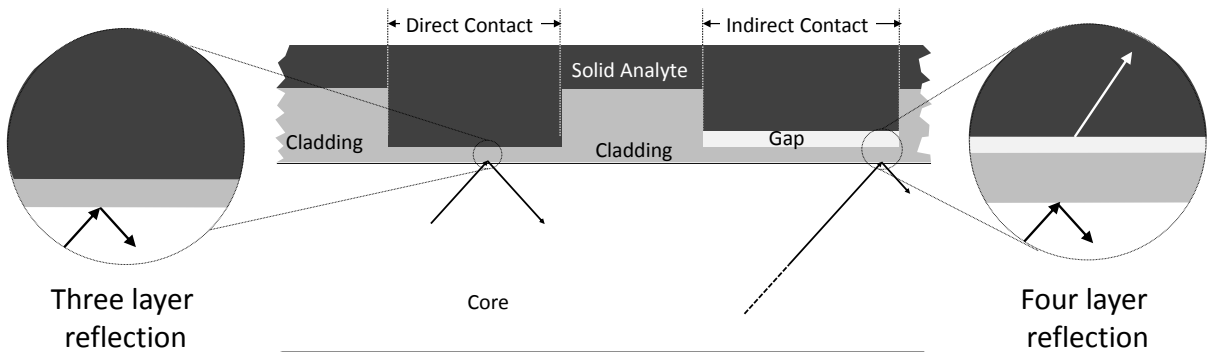 Direct Contact
Indirect Contact
Solid Analyte
Cladding
Cladding
Gap
Core
Three layer
reflection
Four layer
reflection